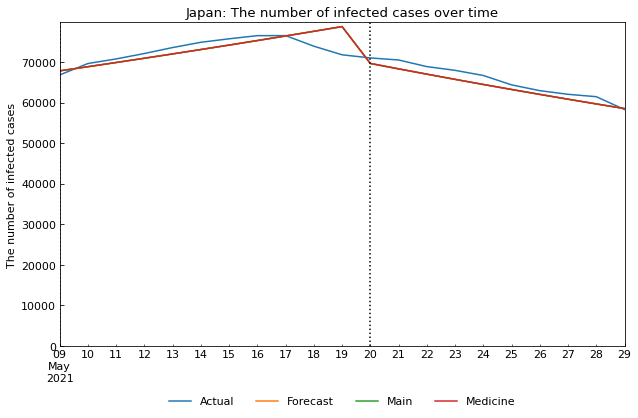 Japan: The number of infected cases over time
The number of infected cases
70000
60000
50000
40000
30000
20000
10000
0
09 10 11 12 13 14 15 16 17 18 19 20 21 22 23 24 25 26 27 28 29
May
2021
Actual Forecast Main Medicine